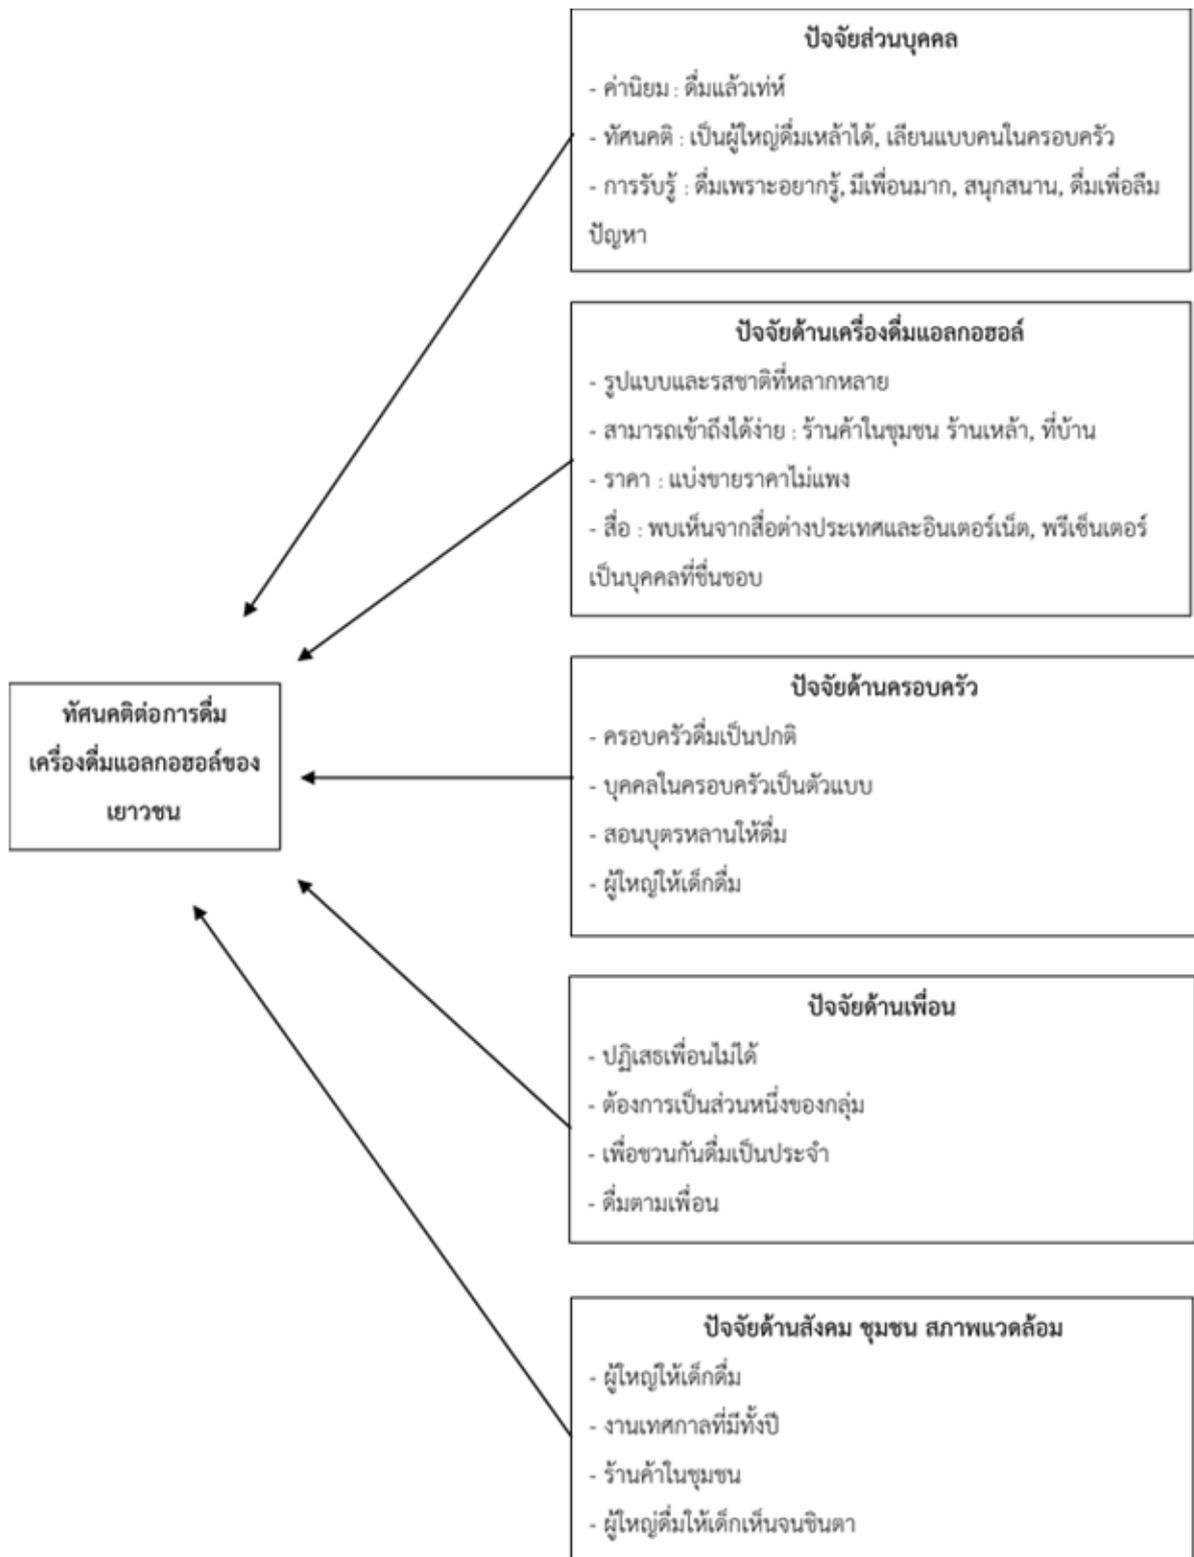 ปัจจัยส่วนบุคคล
- ค่านิยม : ดื่มแล้วเท่ห์
- ทัศนคติ : เป็นผู้ใหญ่ดื่มเหล้าได้, เลียนแบบคนในครอบครัว
- การรับรู้ : ดื่มเพราะอยากรู้, มีเพื่อนมาก, สนุกสนาน, ดื่มเพื่อลืม
ปัญหา
ปัจจัยด้านเครื่องดื่มแอลกอฮอล์
- รูปแบบและรสชาติที่หลากหลาย
- สามารถเข้าถึงได้ง่าย : ร้านค้าในชุมชน ร้านเหล้า, ที่บ้าน
- ราคา : แบ่งขายราคาไม่แพง
- สื่อ : พบเห็นจากสื่อต่างประเทศและอินเตอร์เน็ต, พรีเซ็นเตอร์
เป็นบุคคลที่ชื่นชอบ
ทัศนคติต่อการดื่ม
เครื่องดื่มแอลกอฮอล์ของ
เยาวชน
ปัจจัยด้านครอบครัว
- ครอบครัวดื่มเป็นปกติ
- บุคคลในครอบครัวเป็นตัวแบบ
- สอนบุตรหลานให้ดื่ม
- ผู้ใหญ่ให้เด็กดื่ม
ปัจจัยด้านเพื่อน
- ปฏิเสธเพื่อนไม่ได้
- ต้องการเป็นส่วนหนึ่งของกลุ่ม
- เพื่อชวนกันดื่มเป็นประจำ
- ดื่มตามเพื่อน
ปัจจัยด้านสังคม ชุมชน สภาพแวดล้อม
- ผู้ใหญ่ให้เด็กดื่ม
- งานเทศกาลที่มีทั้งปี
- ร้านค้าในชุมชน
- ผู้ใหญ่ดื่มให้เด็กเห็นจนชินตา